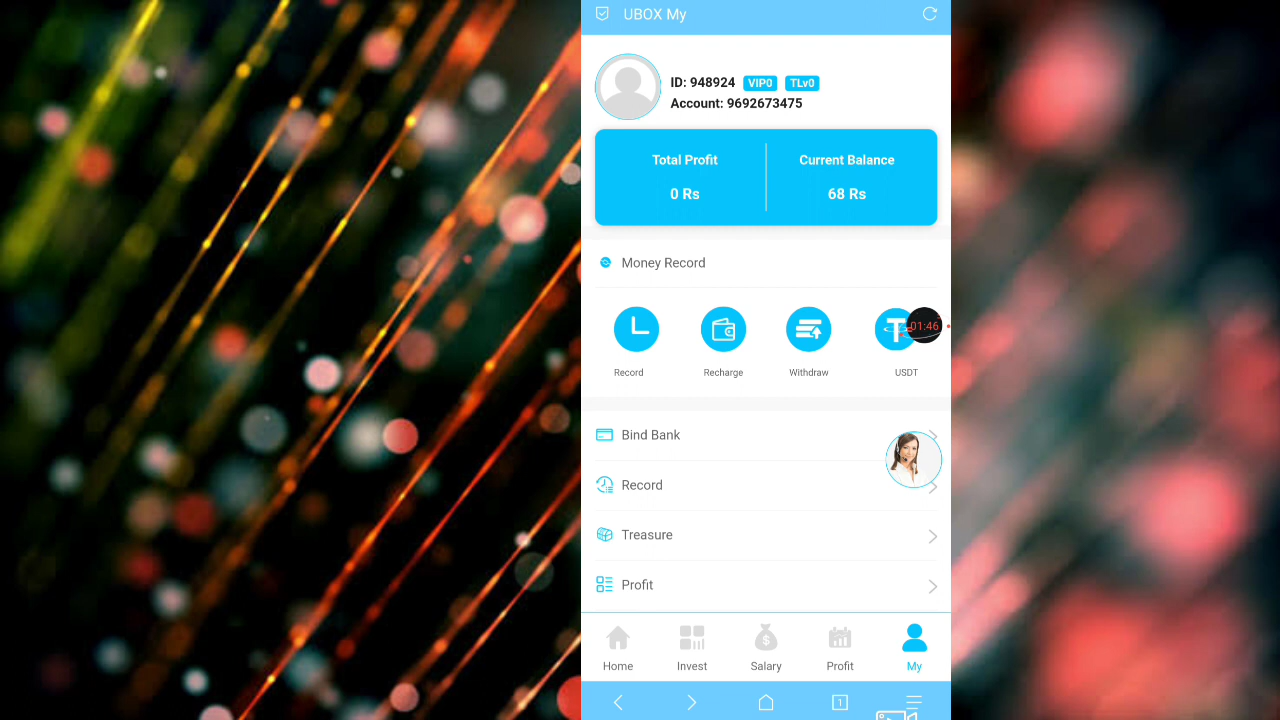 UBOX My
ID: 948924 VIP0 TLv0
Account: 9692673475
Total Profit Current Balance
0 Rs 68 Rs
Money Record
01:46
Record Recharge Withdraw USDT
Bind Bank
Record
Treasure
Profit
Home Invest Salary Profit My
1